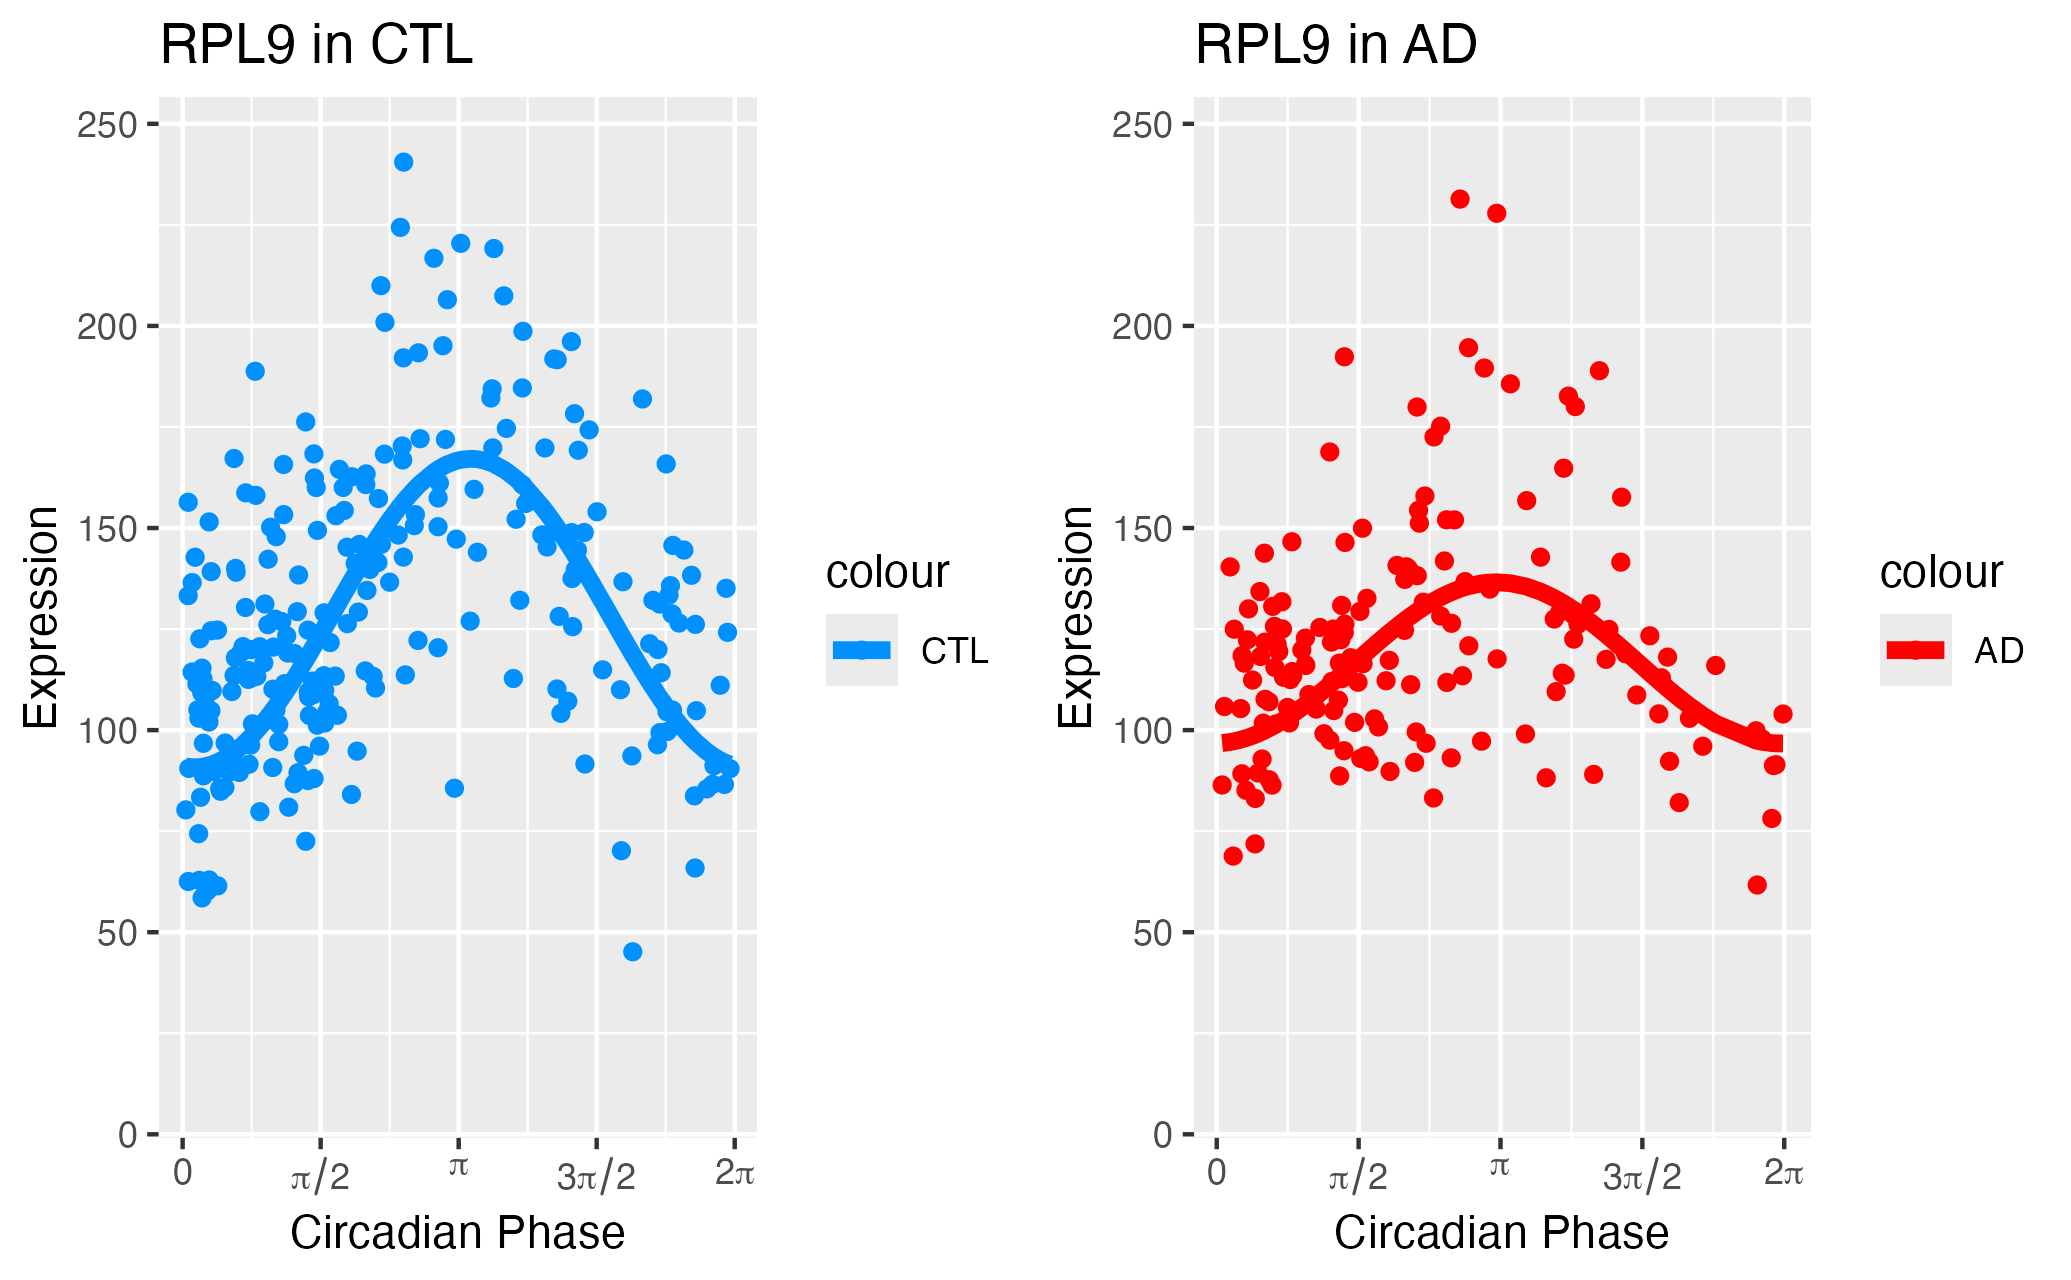 RPL9 in CTL
250
200
150
100
50
0
Expression
0 π/2 π 3π/2 2π
Circadian Phase
colour
CTL
RPL9 in AD
250
200
150
100
50
0
Expression
0 π/2 π 3π/2 2π
Circadian Phase
colour
AD